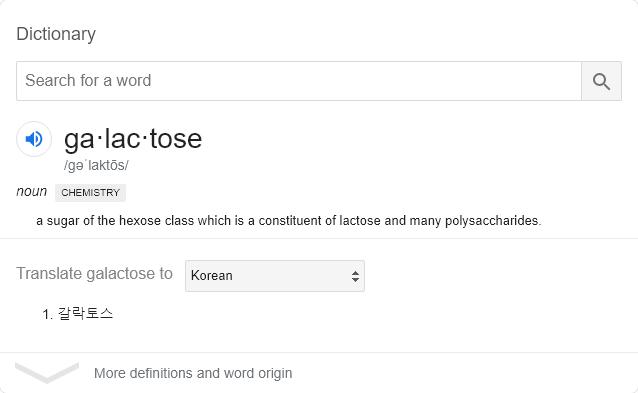 Dictionary
Search for a word
ga·lac·tose
/ɡəˈlaktōs/
noun CHEMISTRY
a sugar of the hexose class which is a constituent of lactose and many polysaccharides.
Translate galactose to Korean
1. 갈락토스
More definitions and word origin